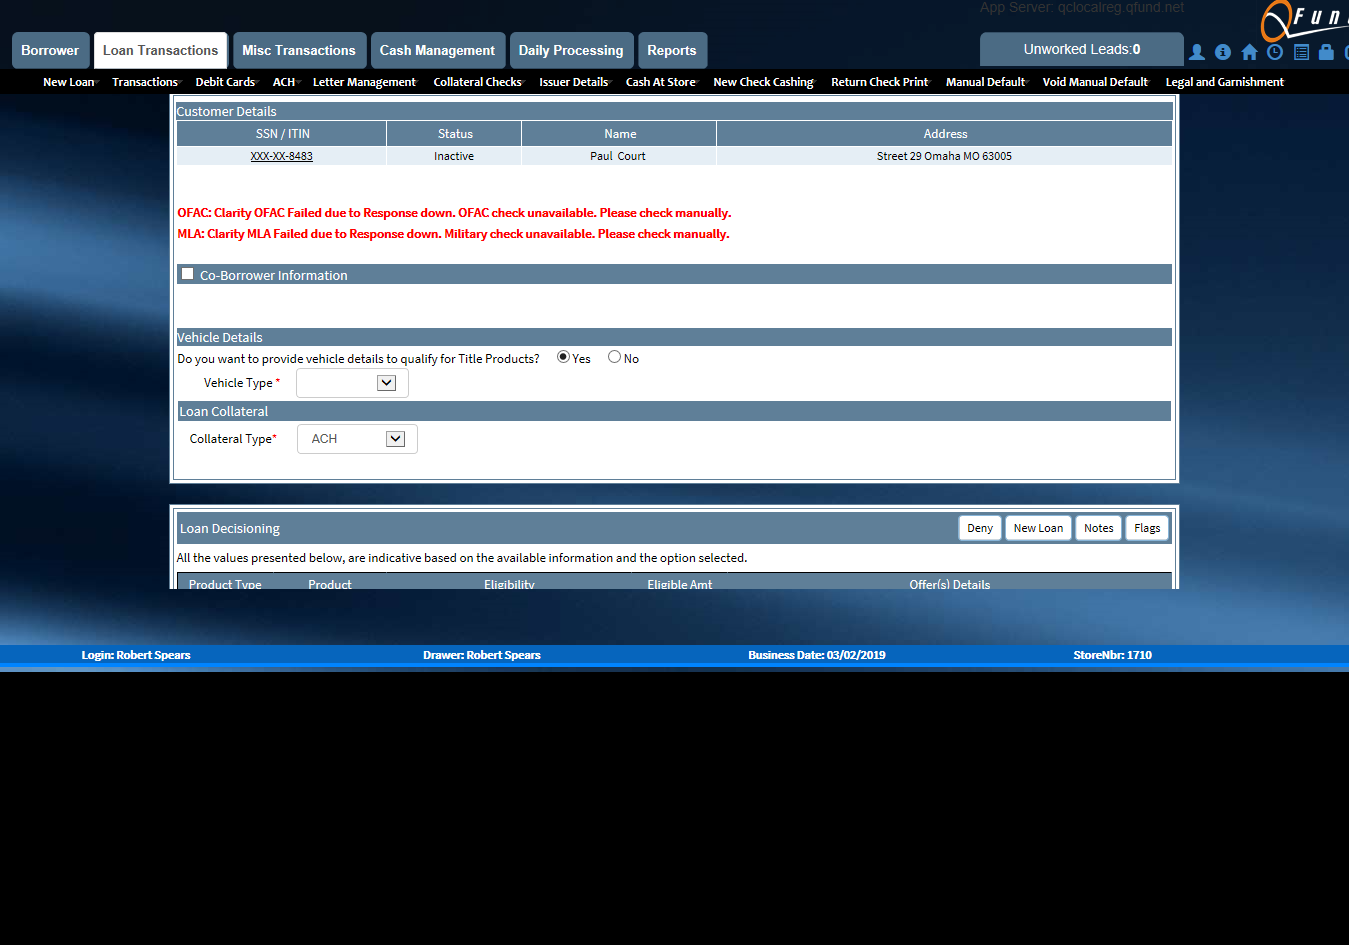 App Server: qclocalreg.qfund.net
QFun
Borrower Loan Transactions Misc Transactions Cash Management Daily Processing Reports Unworked Leads:0
New Loan Transactions Debit Cards ACH Letter Management Collateral Checks Issuer Details Cash At Store New Check Cashing Return Check Print Manual Default Void Manual Default Legal and Garnishment
Customer Details
SSN / ITIN Status Name Address
XXX-XX-8483 Inactive Paul Court Street 29 Omaha MO 63005
OFAC: Clarity OFAC Failed due to Response down. OFAC check unavailable. Please check manually.
MLA: Clarity MLA Failed due to Response down. Military check unavailable. Please check manually.
Co-Borrower Information
Vehicle Details
Do you want to provide vehicle details to qualify for Title Products? Yes No
Vehicle Type *
Loan Collateral
Collateral Type* ACH
Loan Decisioning Deny New Loan Notes Flags
All the values presented below, are indicative based on the available information and the option selected.
Product Type Product Eligibility Eligible Amt Offer(s) Details
Login: Robert Spears Drawer: Robert Spears Business Date: 03/02/2019 StoreNbr: 1710